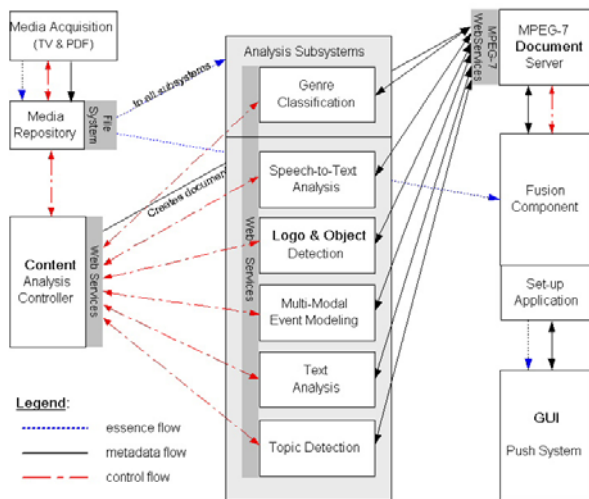 Media Acquisition
(TV & PDF)
Media
Repository
File
System
to all subsystems
Creates document
Content
Analysis
Controller
Web Services
Legend:
essence flow
metadata flow
control flow
Analysis Subsystems
Genre
Classification
Speech-to-Text
Analysis
Logo & Object
Detection
Multi-Modal
Event Modeling
Text
Analysis
Topic Detection
Web Services
MPEG-7
WebServices
MPEG-7
Document
Server
Fusion
Component
Set-up
Application
GUI
Push System